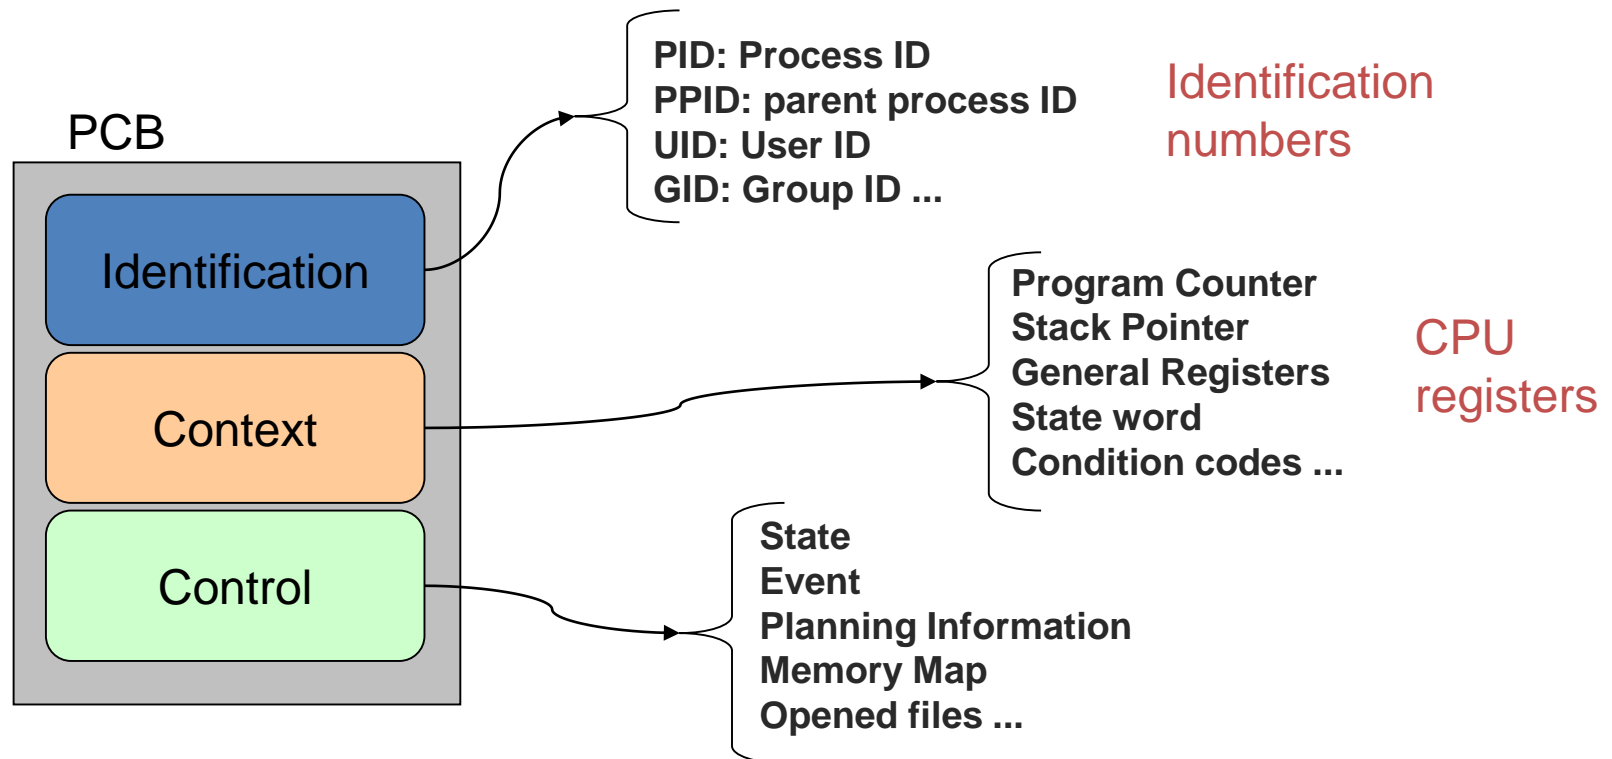 PCB
Identification
Context
Control
PID: Process ID
PPID: parent process ID
UID: User ID
GID: Group ID ...
Identification
numbers
Program Counter
Stack Pointer
General Registers
State word
Condition codes ...
CPU
registers
State
Event
Planning Information
Memory Map
Opened files ...